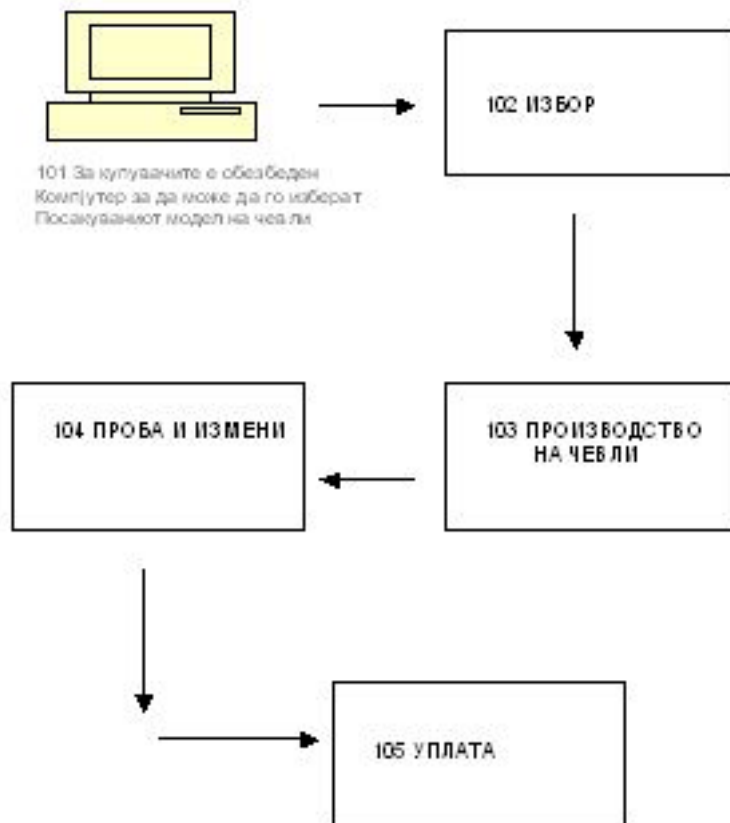 101 За купувачите е обезбеден
Компјутер за да може да го изберат
Посакуваниот модел на чевли
102 ИЗБОР
103 ПРОИЗВОДСТВО
НА ЧЕВЛИ
104 ПРОБА И ИЗМЕНИ
105 УПЛАТА